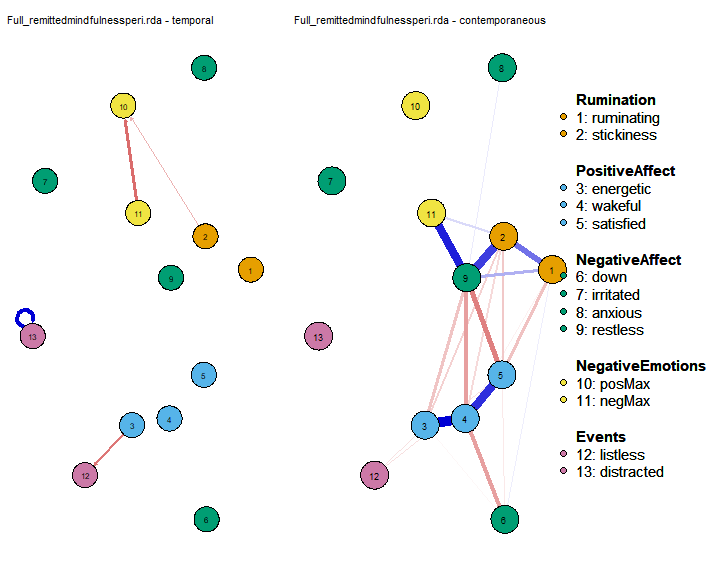 Full_remittedmindfulnessperi.rda - temporal
Full_remittedmindfulnessperi.rda - contemporaneous
8
10
7
11
2
9
1
13
5
3
4
12
6
8
10
7
11
2
9
1
13
5
3
4
12
6
Rumination
1: ruminating
2: stickiness
PositiveAffect
3: energetic
4: wakeful
5: satisfied
NegativeAffect
6: down
7: irritated
8: anxious
9: restless
NegativeEmotions
10: posMax
11: negMax
Events
12: listless
13: distracted